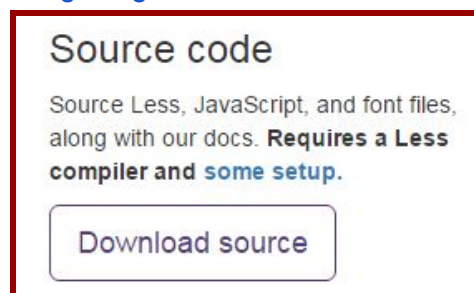 Source code
Source Less, JavaScript, and font files,
along with our docs. Requires a Less
compiler and some setup.
Download source